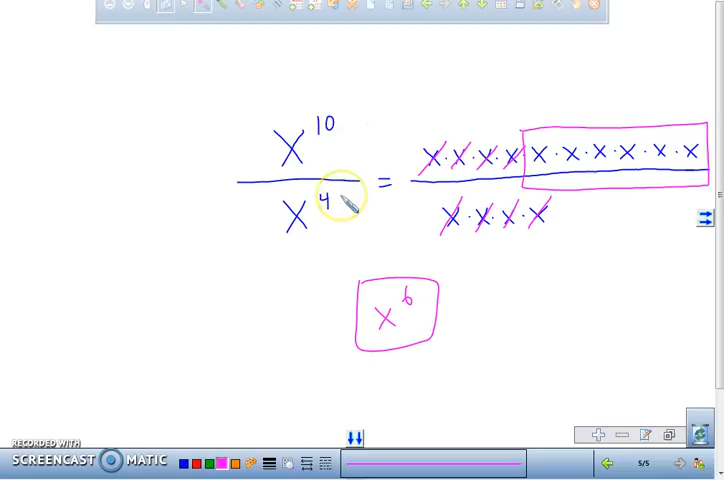 x^10 / x^4 = x·x·x·x·x·x·x·x·x·x / x·x·x·x
x^6
5/5
RECORDED WITH
SCREENCAST MATIC